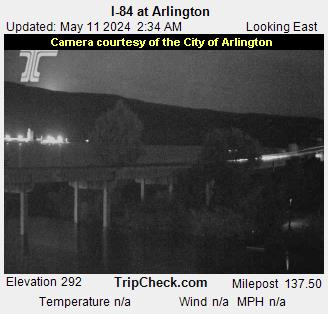 I-84 at Arlington
Updated: May 11 2024 2:34 AM Looking East
Camera courtesy of the City of Arlington
Elevation 292 TripCheck.com Milepost 137.50
Temperature n/a Wind n/a MPH n/a